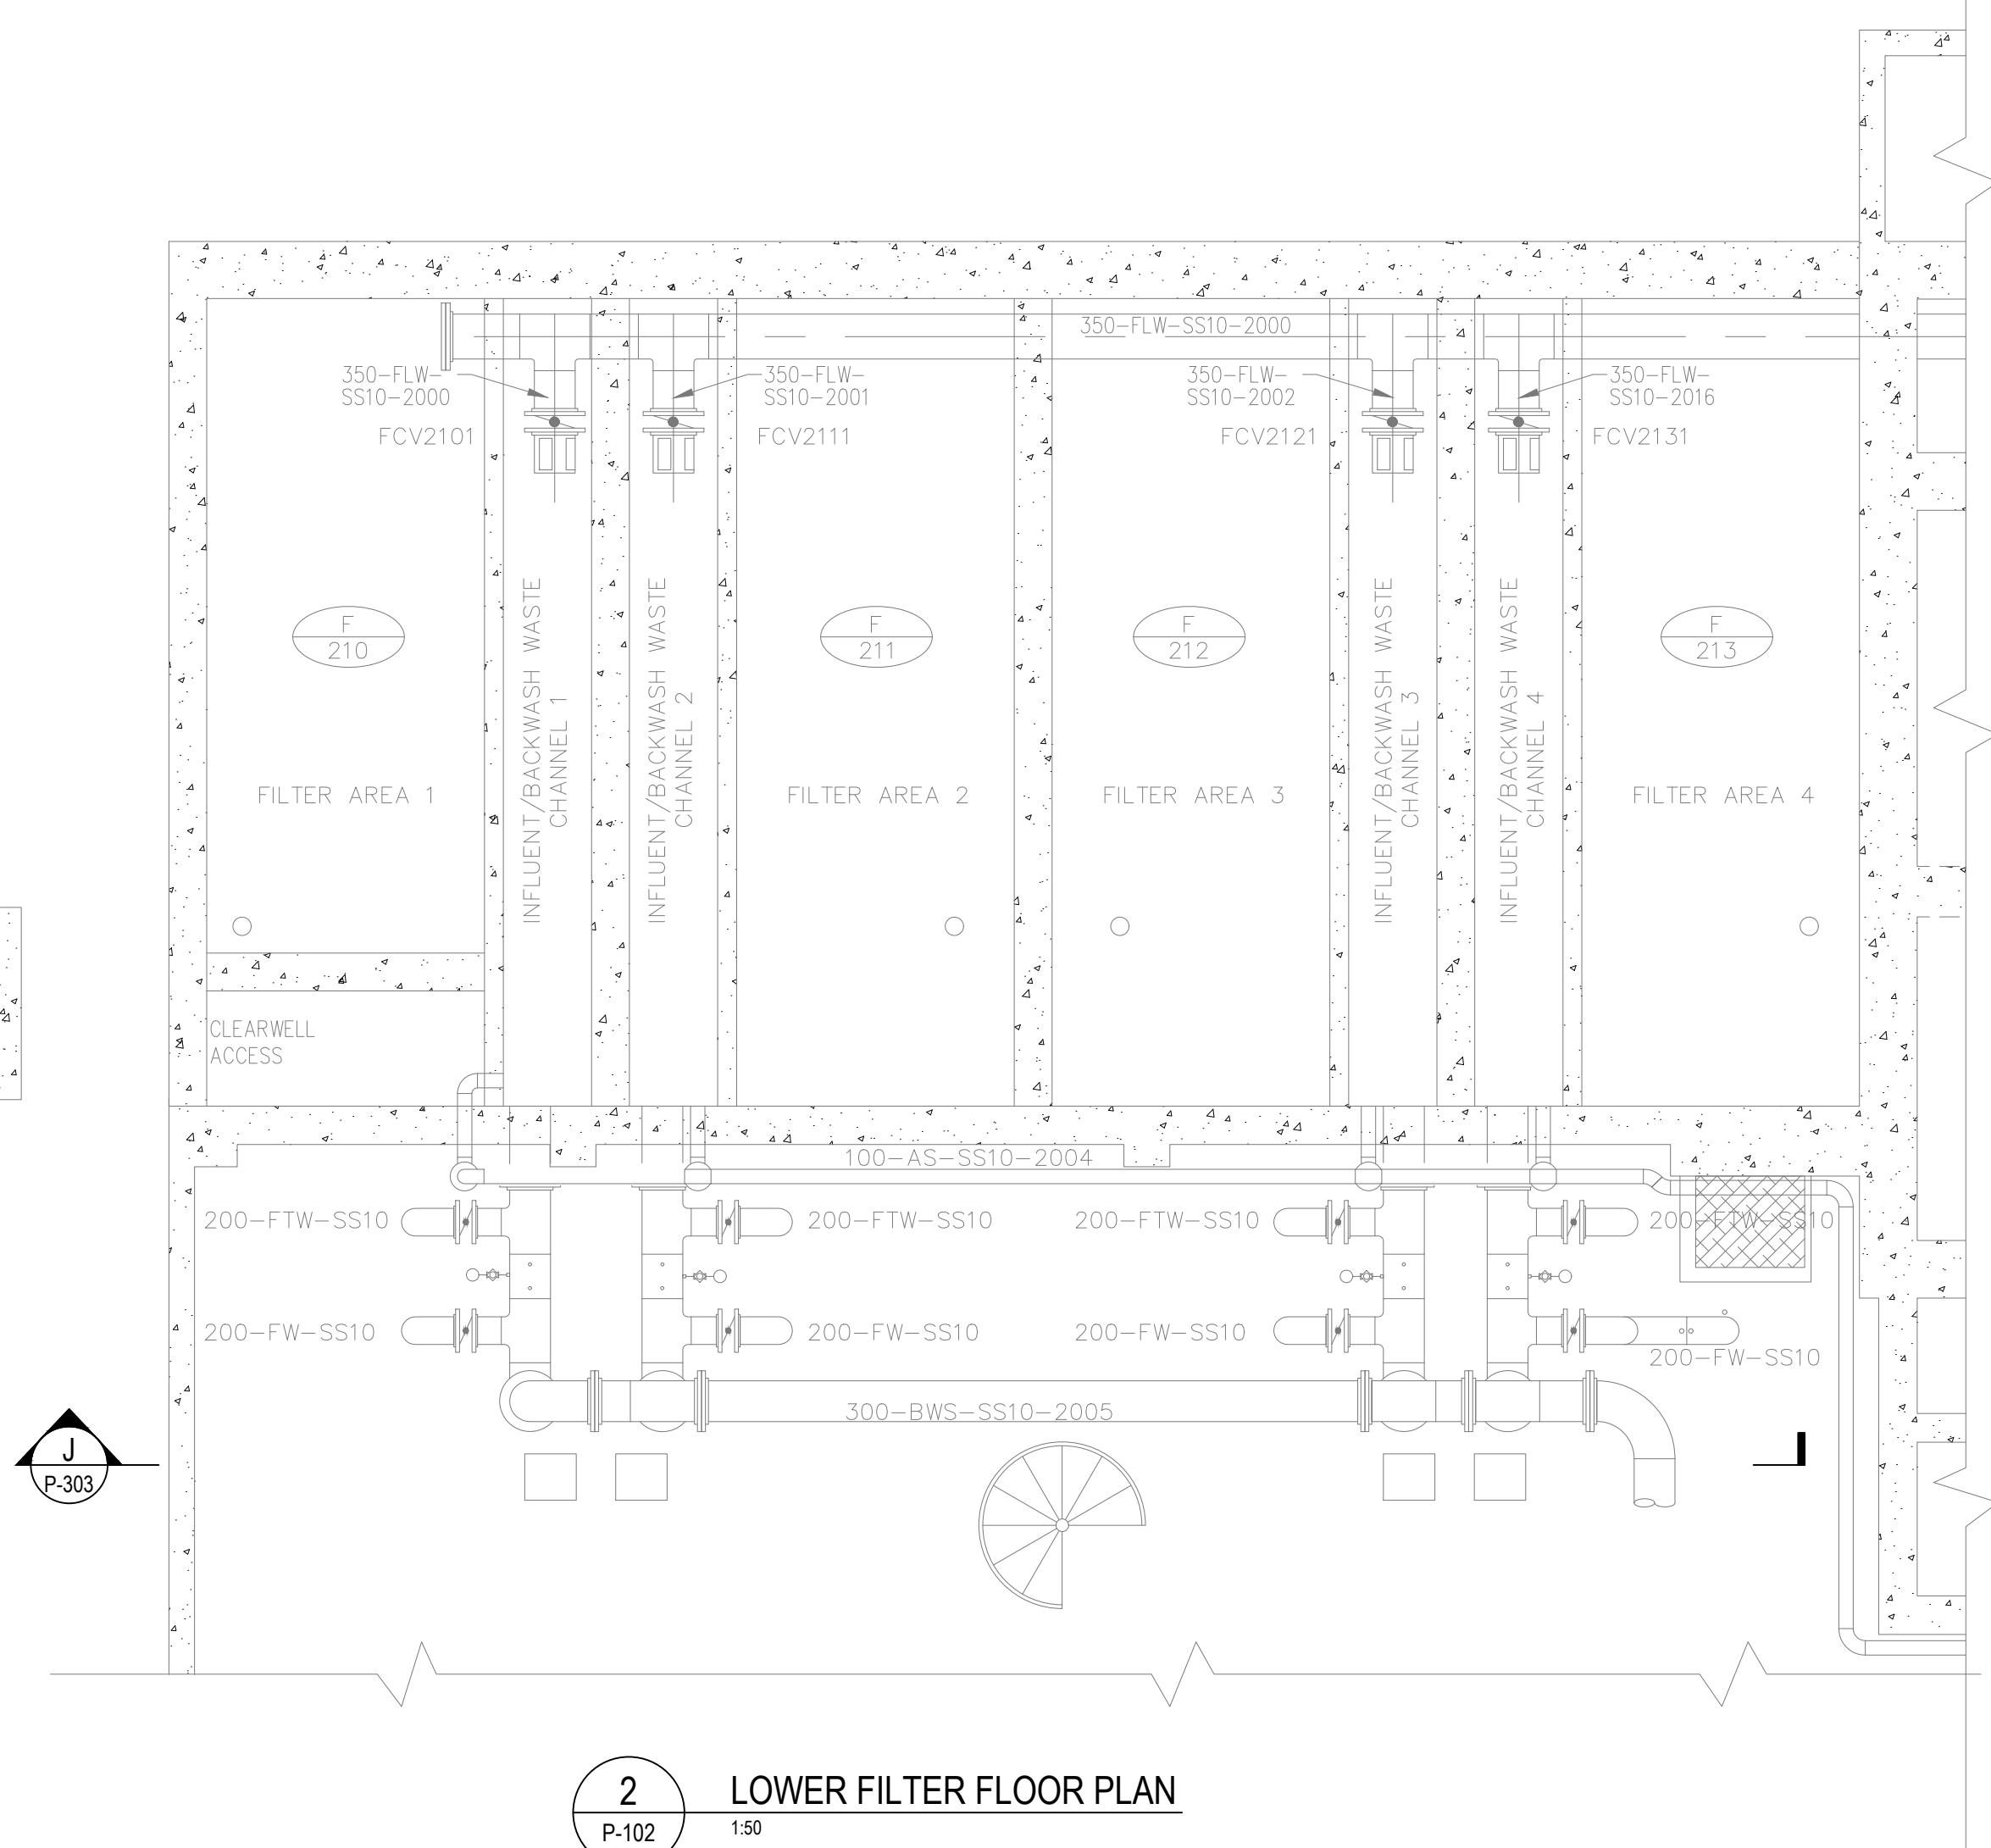 350-FLW-SS10-2000
350-FLW-
SS10-2000
350-FLW-
SS10-2001
350-FLW-
SS10-2002
350-FLW-
SS10-2016
FCV2101
FCV2111
FCV2121
FCV2131
F
210
F
211
F
212
F
213
INFLUENT/BACKWASH WASTE
CHANNEL 1
INFLUENT/BACKWASH WASTE
CHANNEL 2
INFLUENT/BACKWASH WASTE
CHANNEL 3
INFLUENT/BACKWASH WASTE
CHANNEL 4
FILTER AREA 1
FILTER AREA 2
FILTER AREA 3
FILTER AREA 4
CLEARWELL
ACCESS
100-AS-SS10-2004
200-FTW-SS10
200-FTW-SS10
200-FTW-SS10
200-FTW-SS10
200-FW-SS10
200-FW-SS10
200-FW-SS10
200-FW-SS10
300-BWS-SS10-2005
J
P-303
2
P-102
LOWER FILTER FLOOR PLAN
1:50